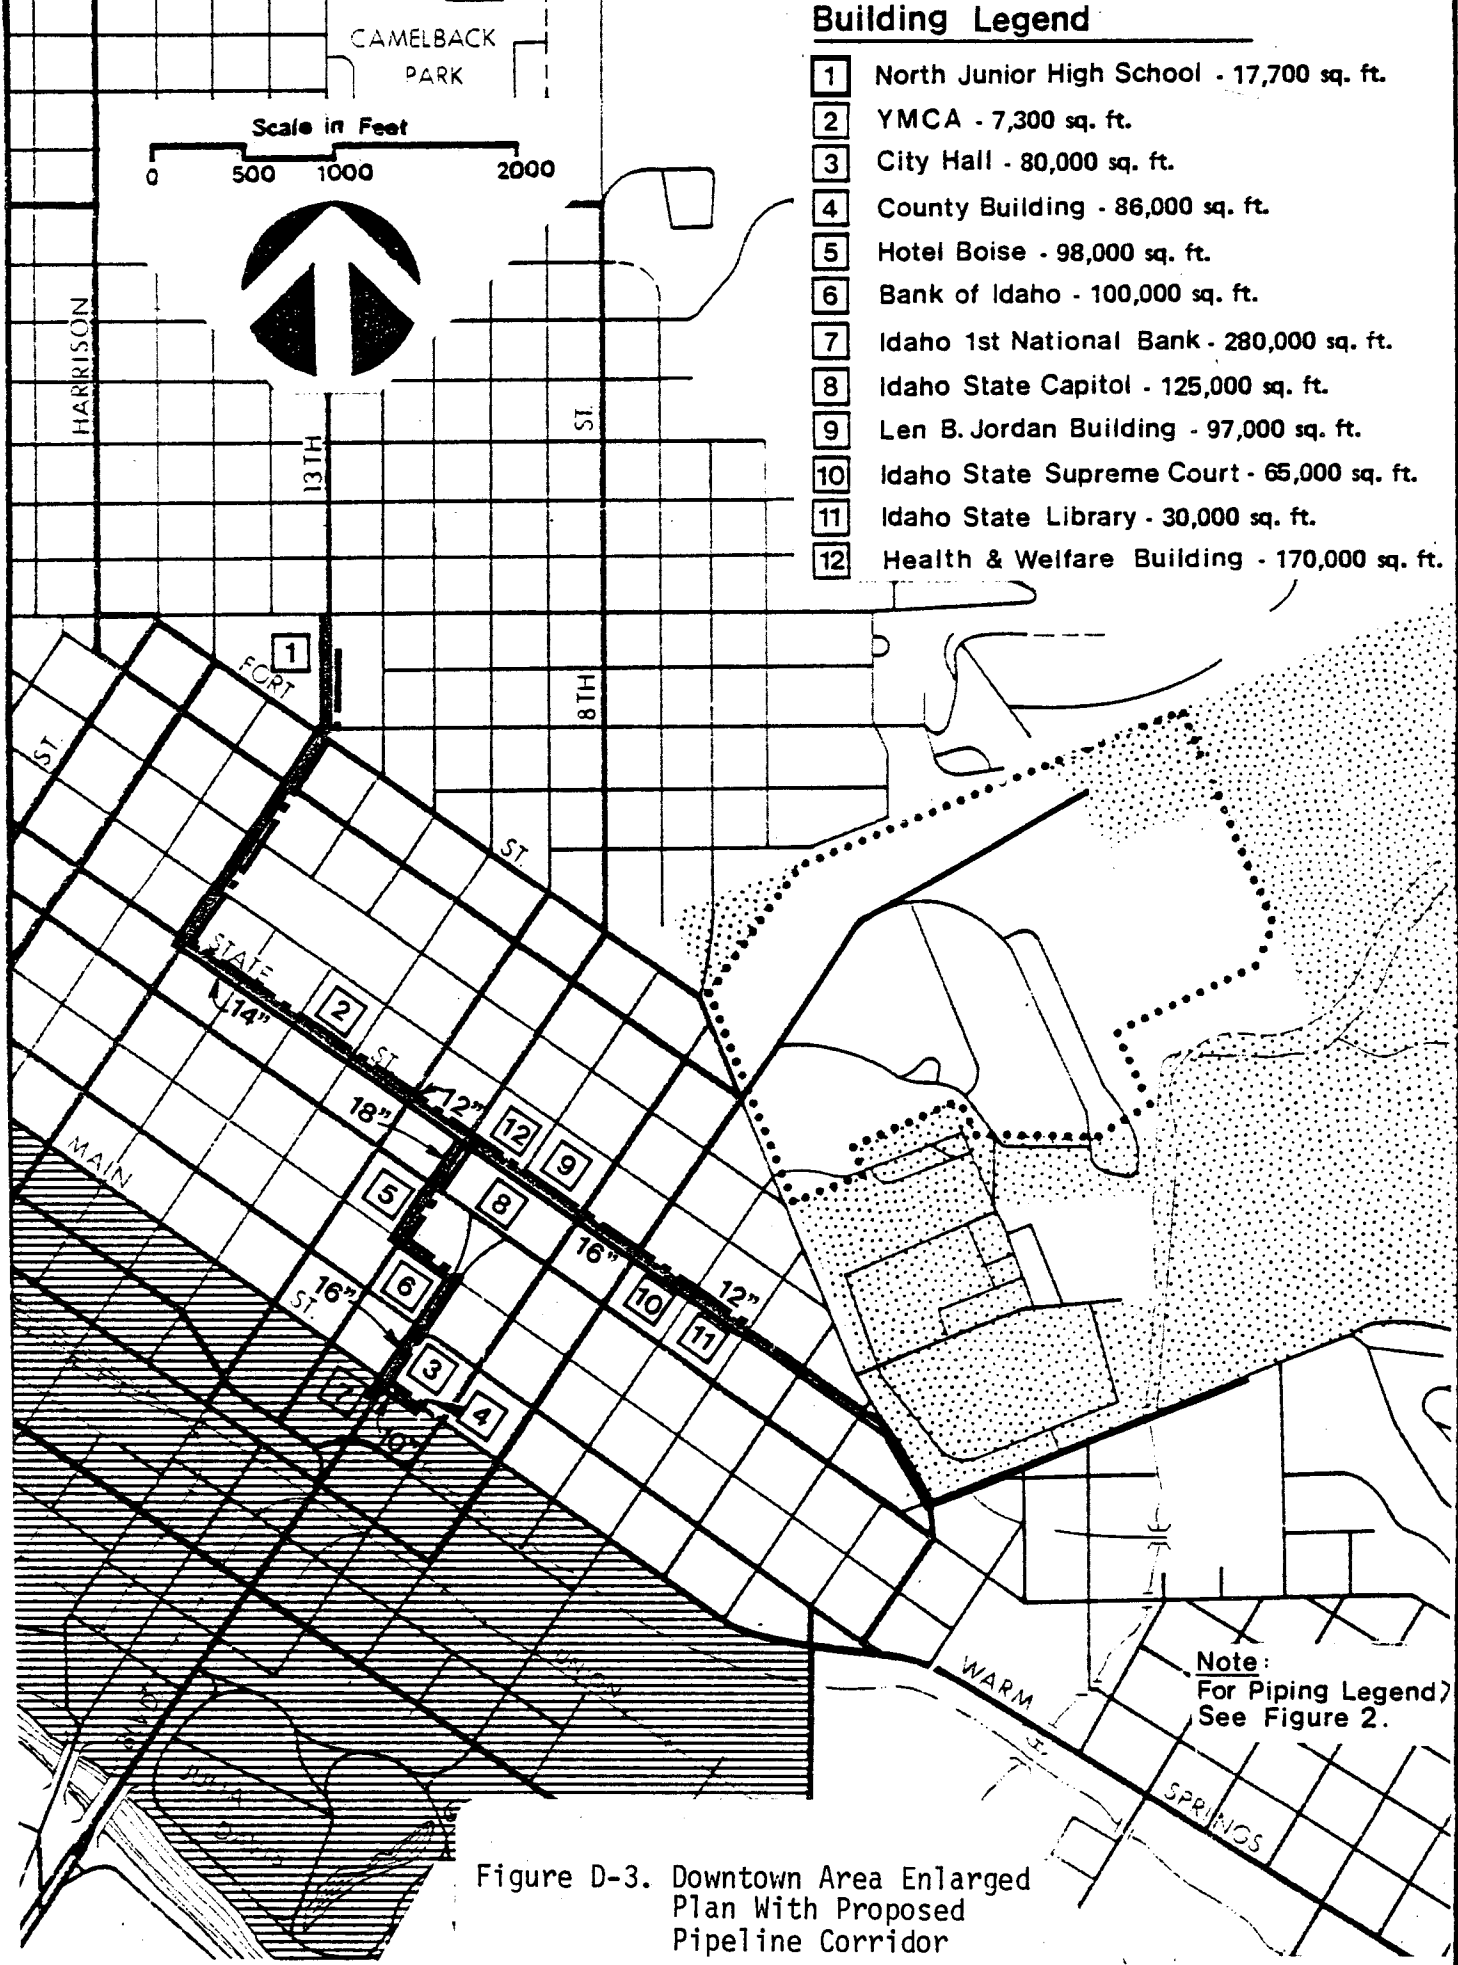 Building Legend
1 North Junior High School - 17,700 sq. ft.
2 YMCA - 7,300 sq. ft.
3 City Hall - 80,000 sq. ft.
4 County Building - 86,000 sq. ft.
5 Hotel Boise - 98,000 sq. ft.
6 Bank of Idaho - 100,000 sq. ft.
7 Idaho 1st National Bank - 280,000 sq. ft.
8 Idaho State Capitol - 125,000 sq. ft.
9 Len B. Jordan Building - 97,000 sq. ft.
10 Idaho State Supreme Court - 65,000 sq. ft.
11 Idaho State Library - 30,000 sq. ft.
12 Health & Welfare Building - 170,000 sq. ft.
CAMELBACK
PARK
Scale in Feet
0 500 1000 2000
HARRISON
13TH
ST.
8TH
1
FORT
ST.
ST.
STATE
14"
2
ST.
12"
18"
12
9
5
8
MAIN
16"
12"
6
10
16"
ST.
11
3
7
4
10"
UNION
JULIA
DAVIS
WARM
SPRINGS
Note:
For Piping Legend,
See Figure 2.
Figure D-3. Downtown Area Enlarged
Plan With Proposed
Pipeline Corridor